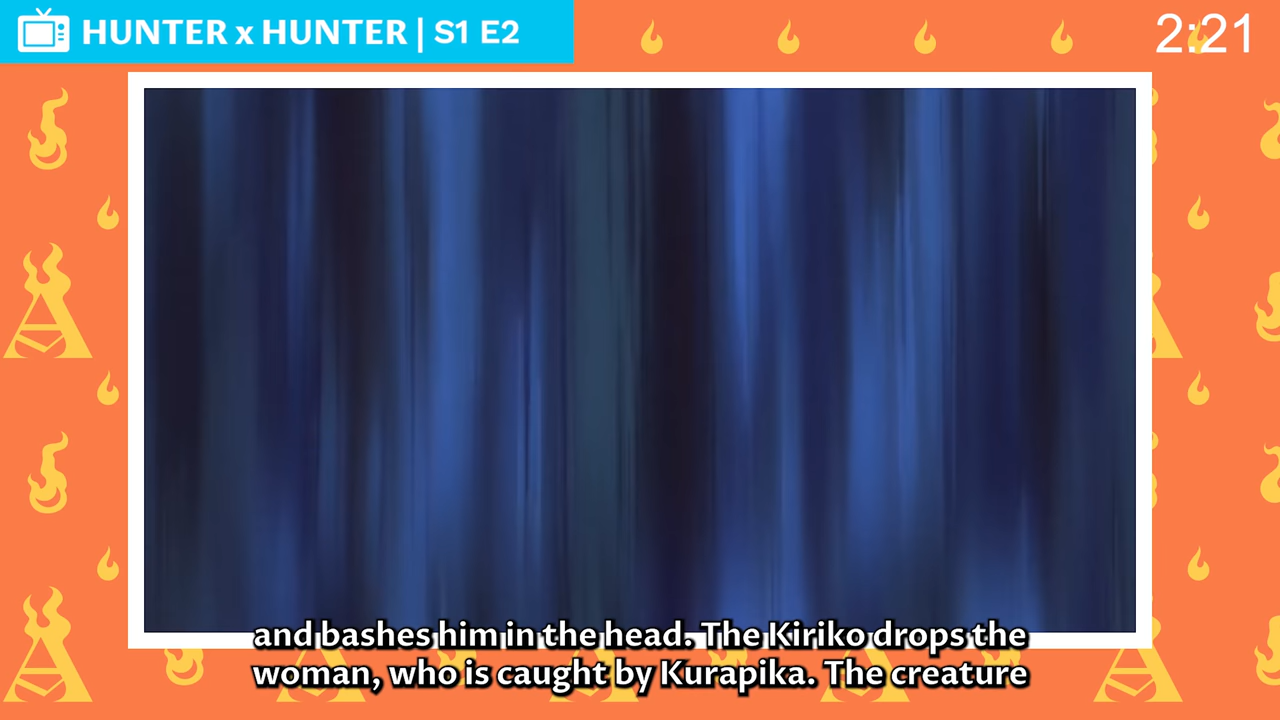 HUNTER x HUNTER | S1 E2
2:21
and bashes him in the head. The Kiriko drops the
woman, who is caught by Kurapika. The creature